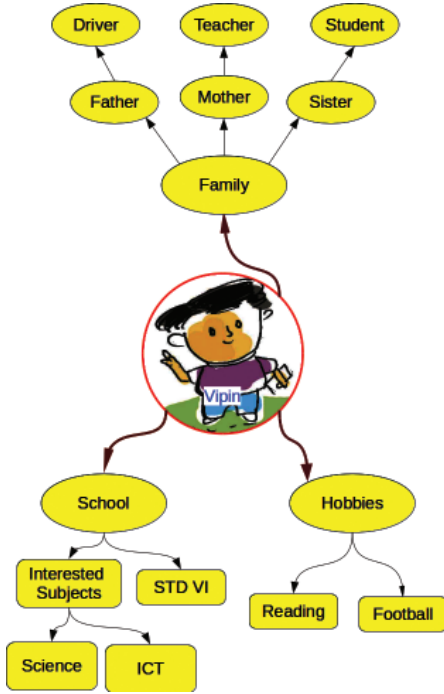 Driver
Teacher
Student
Father
Mother
Sister
Family
Vipin
School
Hobbies
Interested
Subjects
STD VI
Reading
Football
Science
ICT